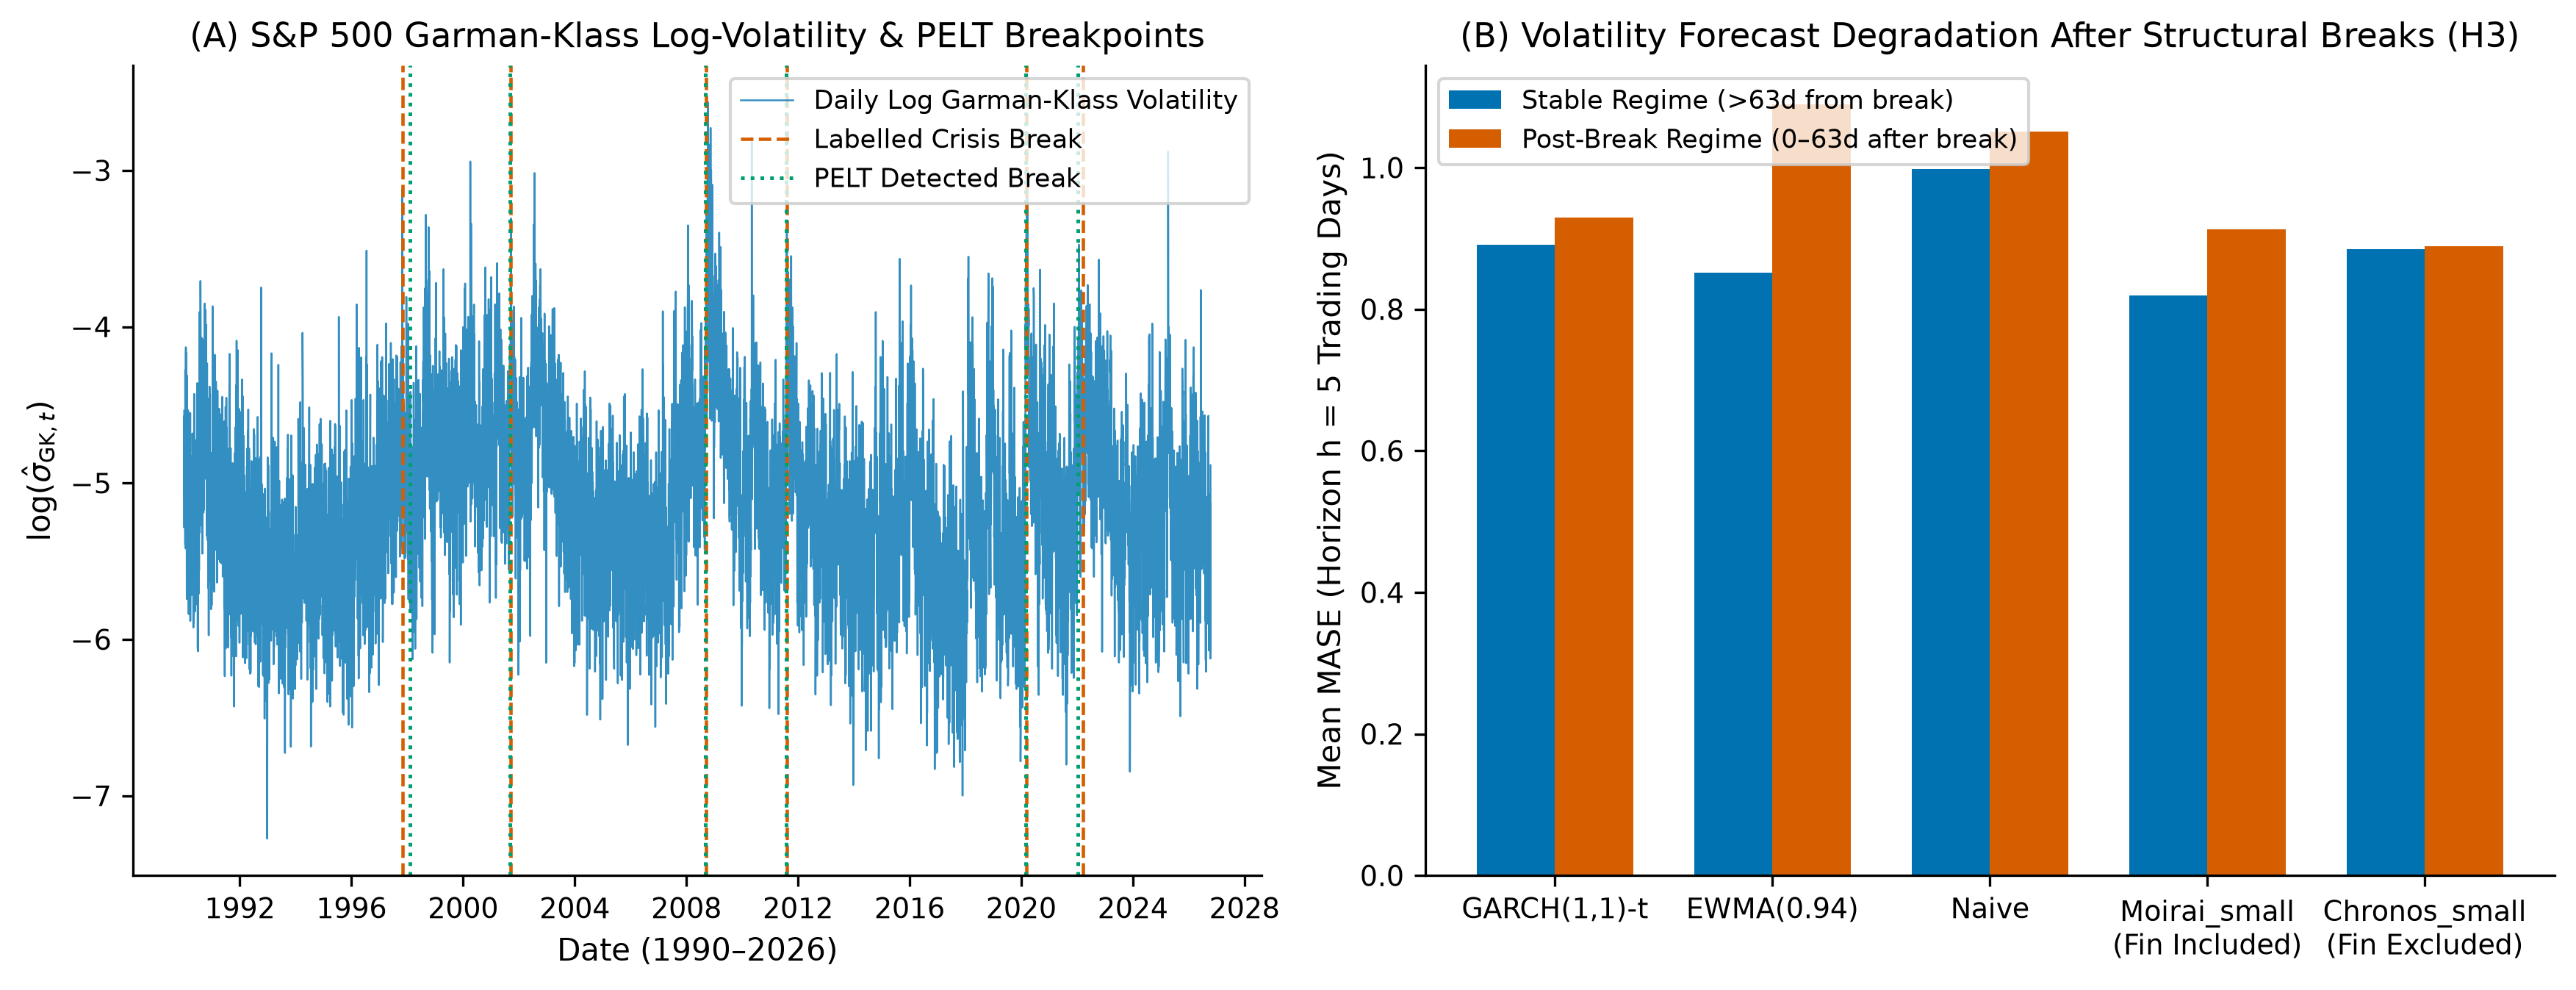 (A) S&P 500 Garman-Klass Log-Volatility & PELT Breakpoints
Daily Log Garman-Klass Volatility
Labelled Crisis Break
PELT Detected Break
−3
−4
−5
−6
−7
log(σ̂GK, t)
1992 1996 2000 2004 2008 2012 2016 2020 2024 2028
Date (1990–2026)
(B) Volatility Forecast Degradation After Structural Breaks (H3)
Stable Regime (>63d from break)
Post-Break Regime (0–63d after break)
1.0
0.8
0.6
0.4
0.2
0.0
Mean MASE (Horizon h = 5 Trading Days)
GARCH(1,1)-t EWMA(0.94) Naive Moirai_small Chronos_small
(Fin Included) (Fin Excluded)